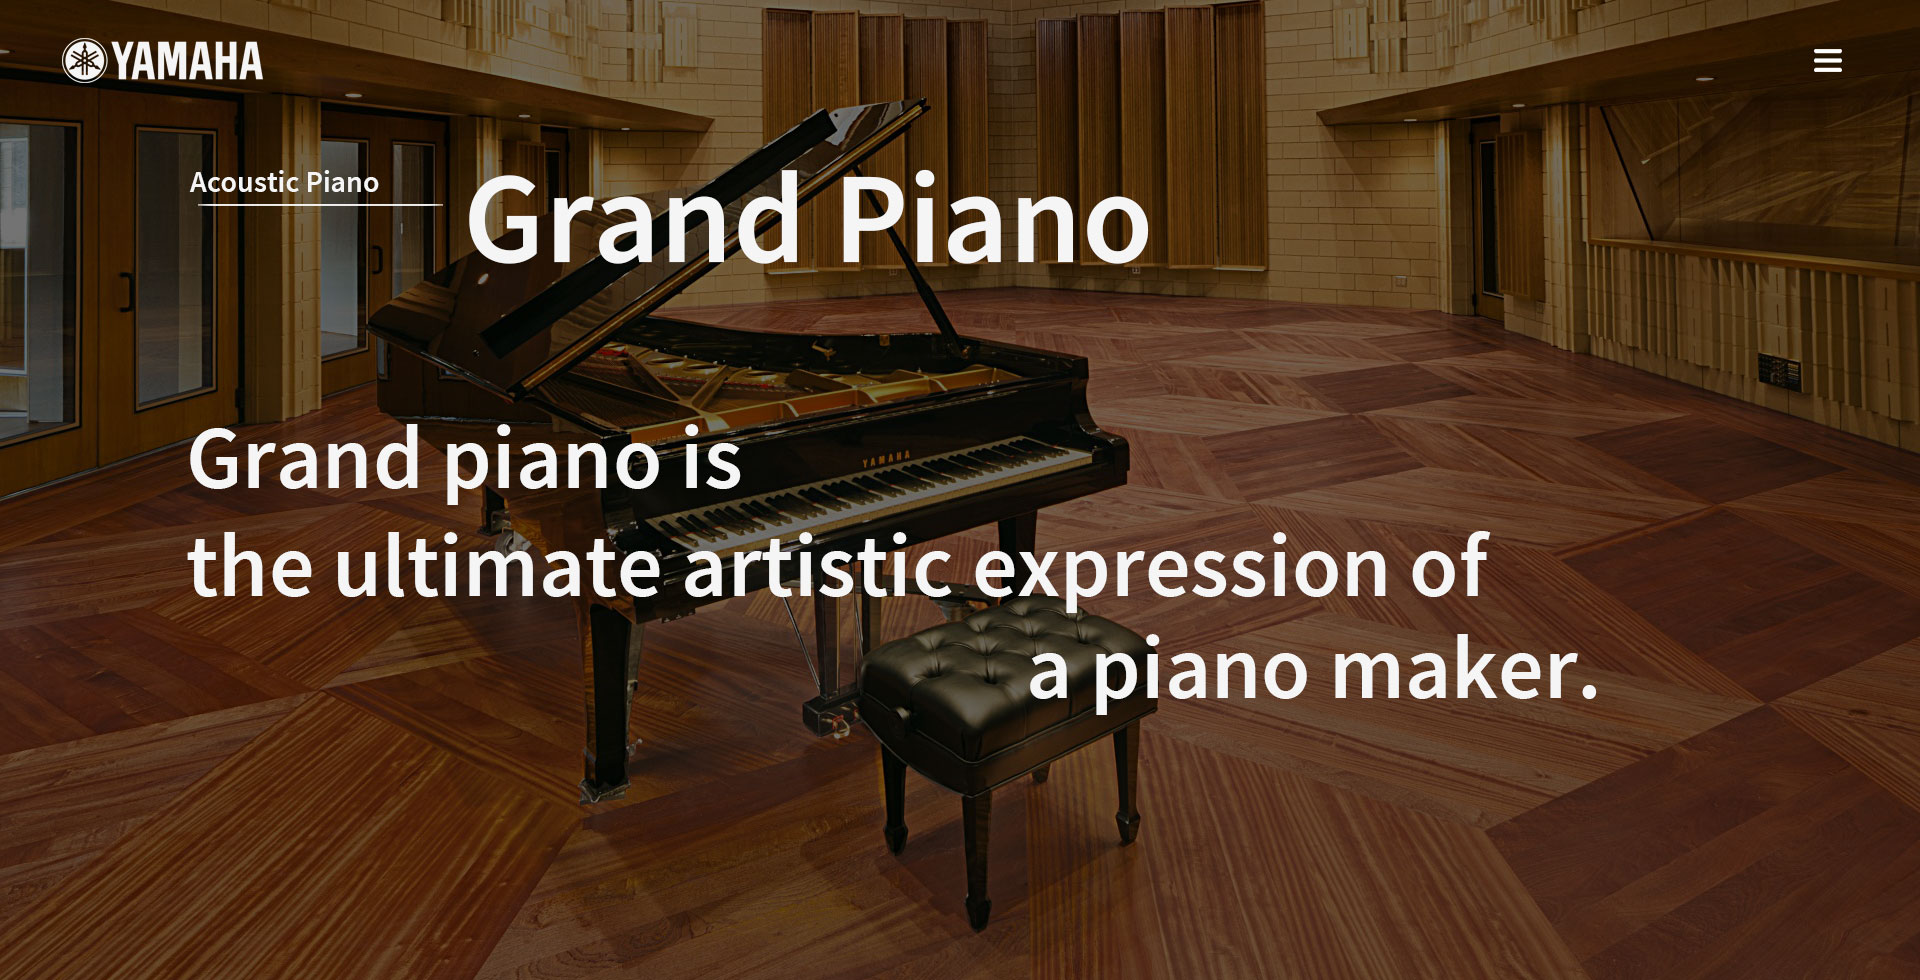 YAMAHA
Acoustic Piano
Grand Piano
YAMAHA
Grand piano is
the ultimate artistic expression of
a piano maker.